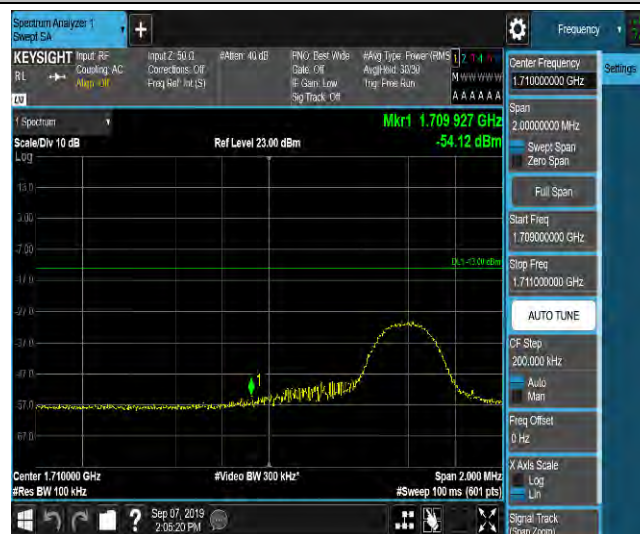 Spectrum Analyzer 1
Swept SA
+
Frequency
KEYSIGHT
Input: RF
Coupling: AC
Align: Off
Input Z: 50 Ω
Corrections: Off
Freq Ref: Int (S)
#Atten: 40 dB
PNO: Best Wide
Gate: Off
IF Gain: Low
Sig Track: Off
#Avg Type: Power (RMS
Avg|Hold: 30/30
Trig: Free Run
M W W W W W
A A A A A A
RL
LXI
1 Spectrum
Scale/Div 10 dB
Log
Ref Level 23.00 dBm
Mkr1 1.709 927 GHz
-54.12 dBm
13.0
3.00
-7.00
DL1 -13.00 dBm
-17.0
-27.0
-37.0
-47.0
1
-57.0
-67.0
Center 1.710000 GHz
#Res BW 100 kHz
#Video BW 300 kHz*
Span 2.000 MHz
#Sweep 100 ms (601 pts)
Sep 07, 2019
2:05:20 PM
Center Frequency
1.710000000 GHz
Settings
Span
2.00000000 MHz
Swept Span
Zero Span
Full Span
Start Freq
1.709000000 GHz
Stop Freq
1.711000000 GHz
AUTO TUNE
CF Step
200.000 kHz
Auto
Man
Freq Offset
0 Hz
X Axis Scale
Log
Lin
Signal Track
(Span Zoom)